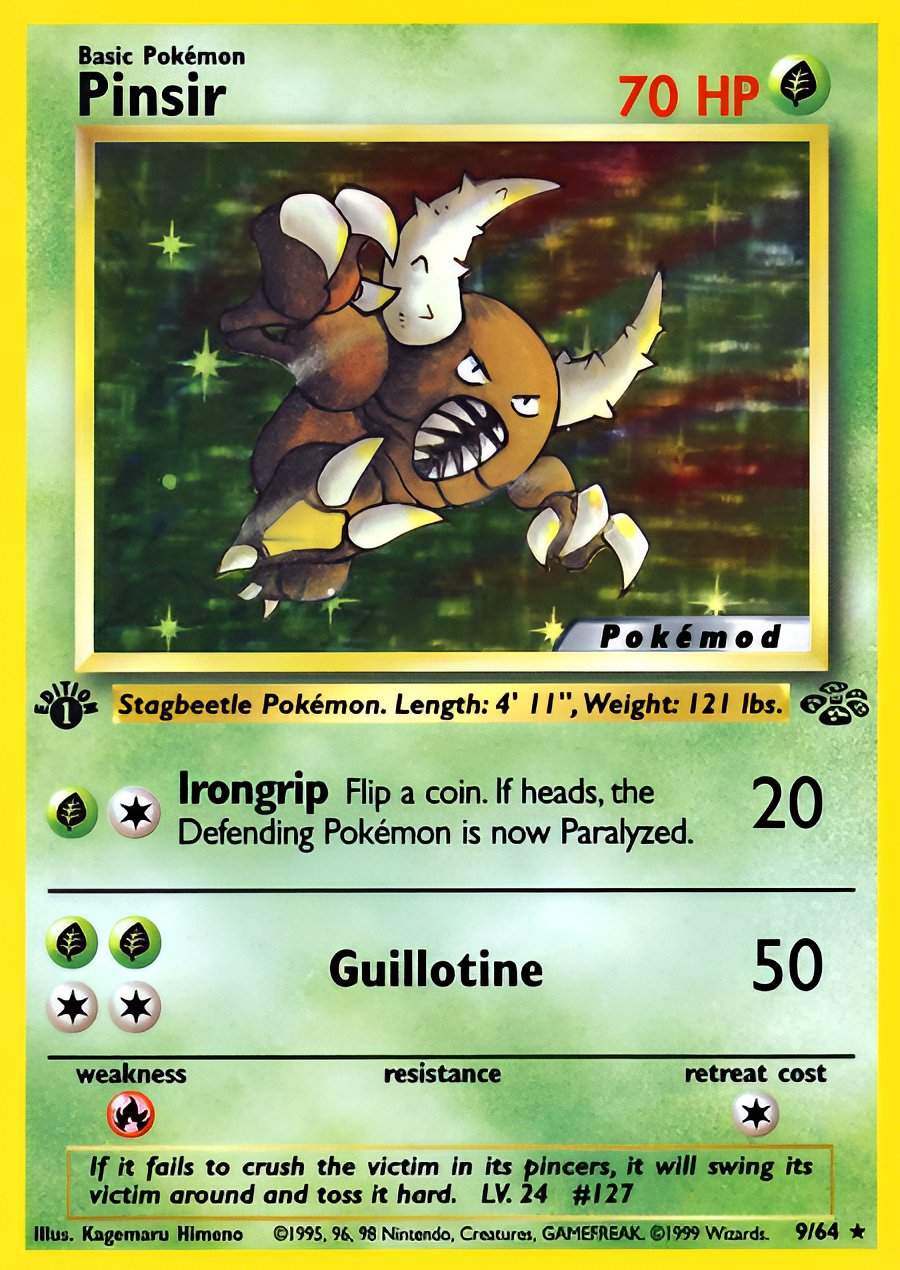 Basic Pokémon
Pinsir
70 HP
Pokémod
EDITION
1
Stagbeetle Pokémon. Length: 4' 11", Weight: 121 lbs.
Irongrip Flip a coin. If heads, the
Defending Pokémon is now Paralyzed.
20
Guillotine
50
weakness resistance retreat cost
If it fails to crush the victim in its pincers, it will swing its
victim around and toss it hard. LV. 24 #127
Illus. Kagemaru Himeno ©1995, 96, 98 Nintendo, Creatures, GAMEFREAK. ©1999 Wizards. 9/64 ★